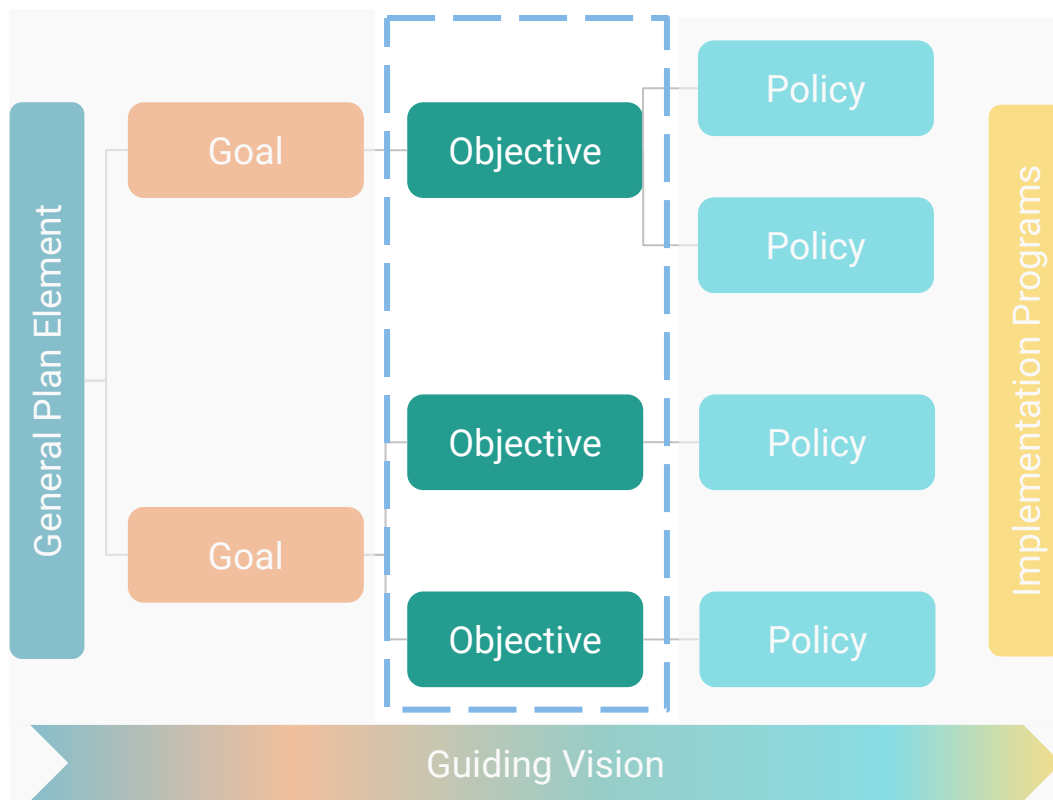 General Plan Element
Goal
Goal
Objective
Objective
Objective
Policy
Policy
Policy
Policy
Implementation Programs
Guiding Vision